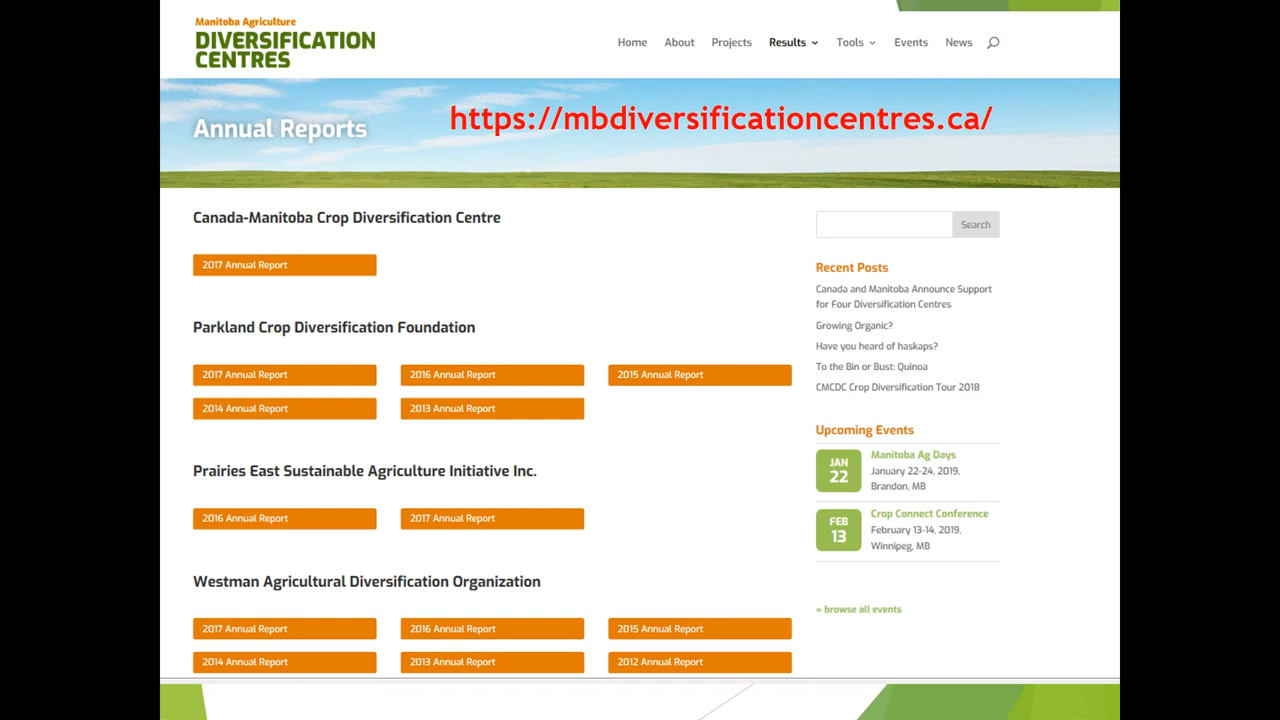 Manitoba Agriculture
DIVERSIFICATION
CENTRES
Home About Projects Results Tools Events News
Annual Reports
https://mbdiversificationcentres.ca/
Canada-Manitoba Crop Diversification Centre
2017 Annual Report
Parkland Crop Diversification Foundation
2017 Annual Report 2016 Annual Report 2015 Annual Report
2014 Annual Report 2013 Annual Report
Prairies East Sustainable Agriculture Initiative Inc.
2016 Annual Report 2017 Annual Report
Westman Agricultural Diversification Organization
2017 Annual Report 2016 Annual Report 2015 Annual Report
2014 Annual Report 2013 Annual Report 2012 Annual Report
Search
Recent Posts
Canada and Manitoba Announce Support
for Four Diversification Centres
Growing Organic?
Have you heard of haskaps?
To the Bin or Bust: Quinoa
CMCDC Crop Diversification Tour 2018
Upcoming Events
JAN
22
Manitoba Ag Days
January 22-24, 2019,
Brandon, MB
FEB
13
Crop Connect Conference
February 13-14, 2019,
Winnipeg, MB
» browse all events